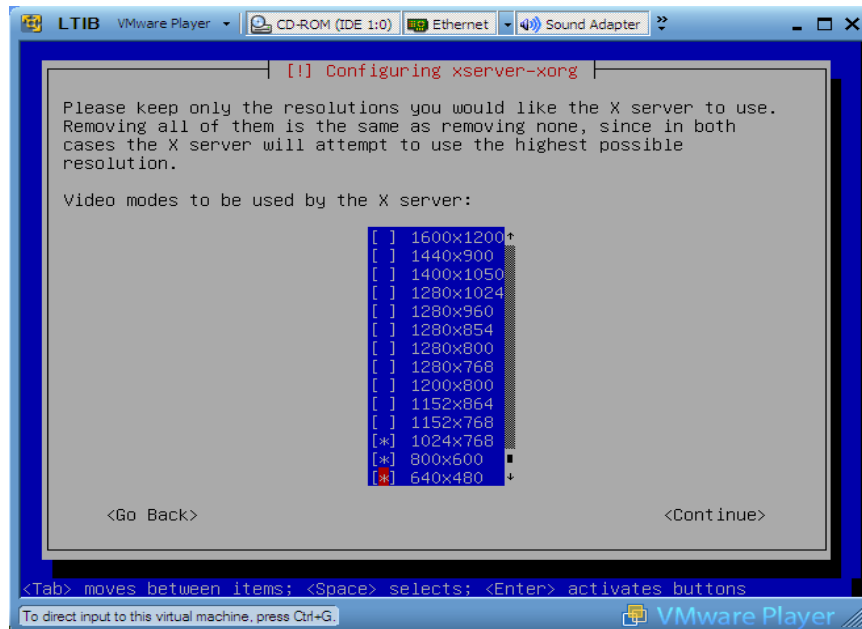 LTIB VMware Player CD-ROM (IDE 1:0) Ethernet Sound Adapter
[!] Configuring xserver-xorg
Please keep only the resolutions you would like the X server to use.
Removing all of them is the same as removing none, since in both
cases the X server will attempt to use the highest possible
resolution.
Video modes to be used by the X server:
[ ] 1600x1200
[ ] 1440x900
[ ] 1400x1050
[ ] 1280x1024
[ ] 1280x960
[ ] 1280x854
[ ] 1280x800
[ ] 1280x768
[ ] 1200x800
[ ] 1152x864
[ ] 1152x768
[*] 1024x768
[*] 800x600
[*] 640x480
<Go Back> <Continue>
<Tab> moves between items; <Space> selects; <Enter> activates buttons
To direct input to this virtual machine, press Ctrl+G. VMware Player